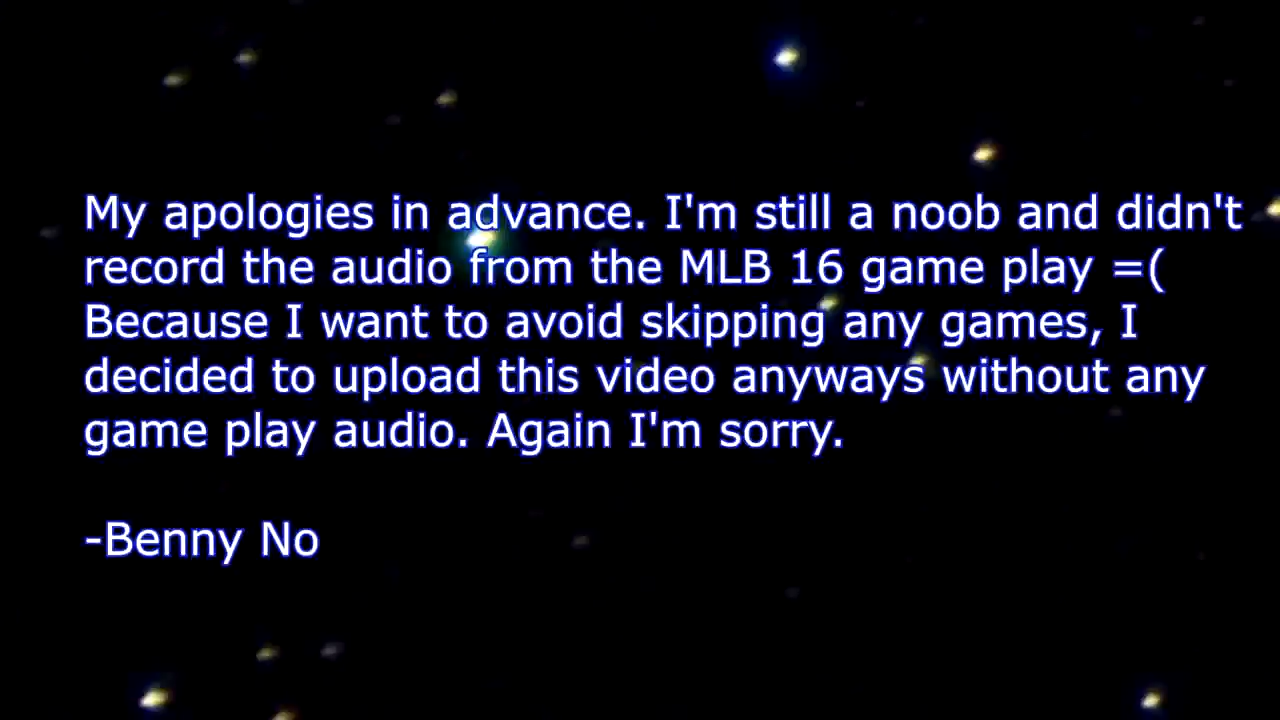 My apologies in advance. I'm still a noob and didn't
record the audio from the MLB 16 game play =(
Because I want to avoid skipping any games, I
decided to upload this video anyways without any
game play audio. Again I'm sorry.
-Benny No